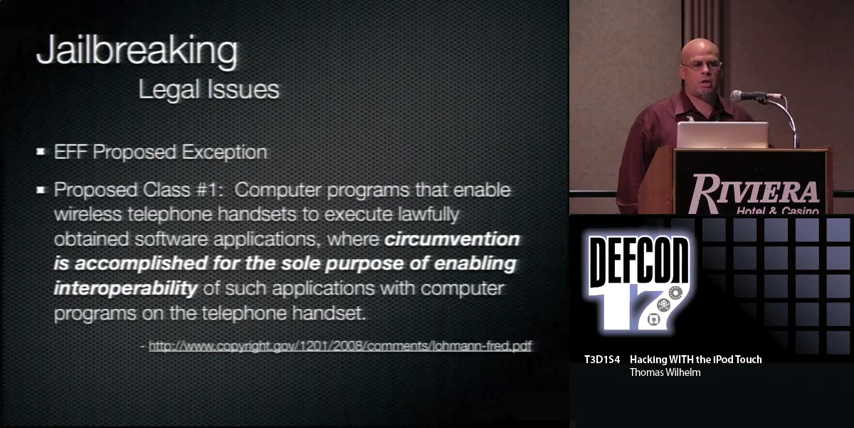 Jailbreaking
Legal Issues
EFF Proposed Exception
Proposed Class #1: Computer programs that enable
wireless telephone handsets to execute lawfully
obtained software applications, where circumvention
is accomplished for the sole purpose of enabling
interoperability of such applications with computer
programs on the telephone handset.
- http://www.copyright.gov/1201/2008/comments/lohmann-fred.pdf
RIVIERA
Hotel & Casino
DEFCON
17
T3D1S4 Hacking WITH the iPod Touch
Thomas Wilhelm